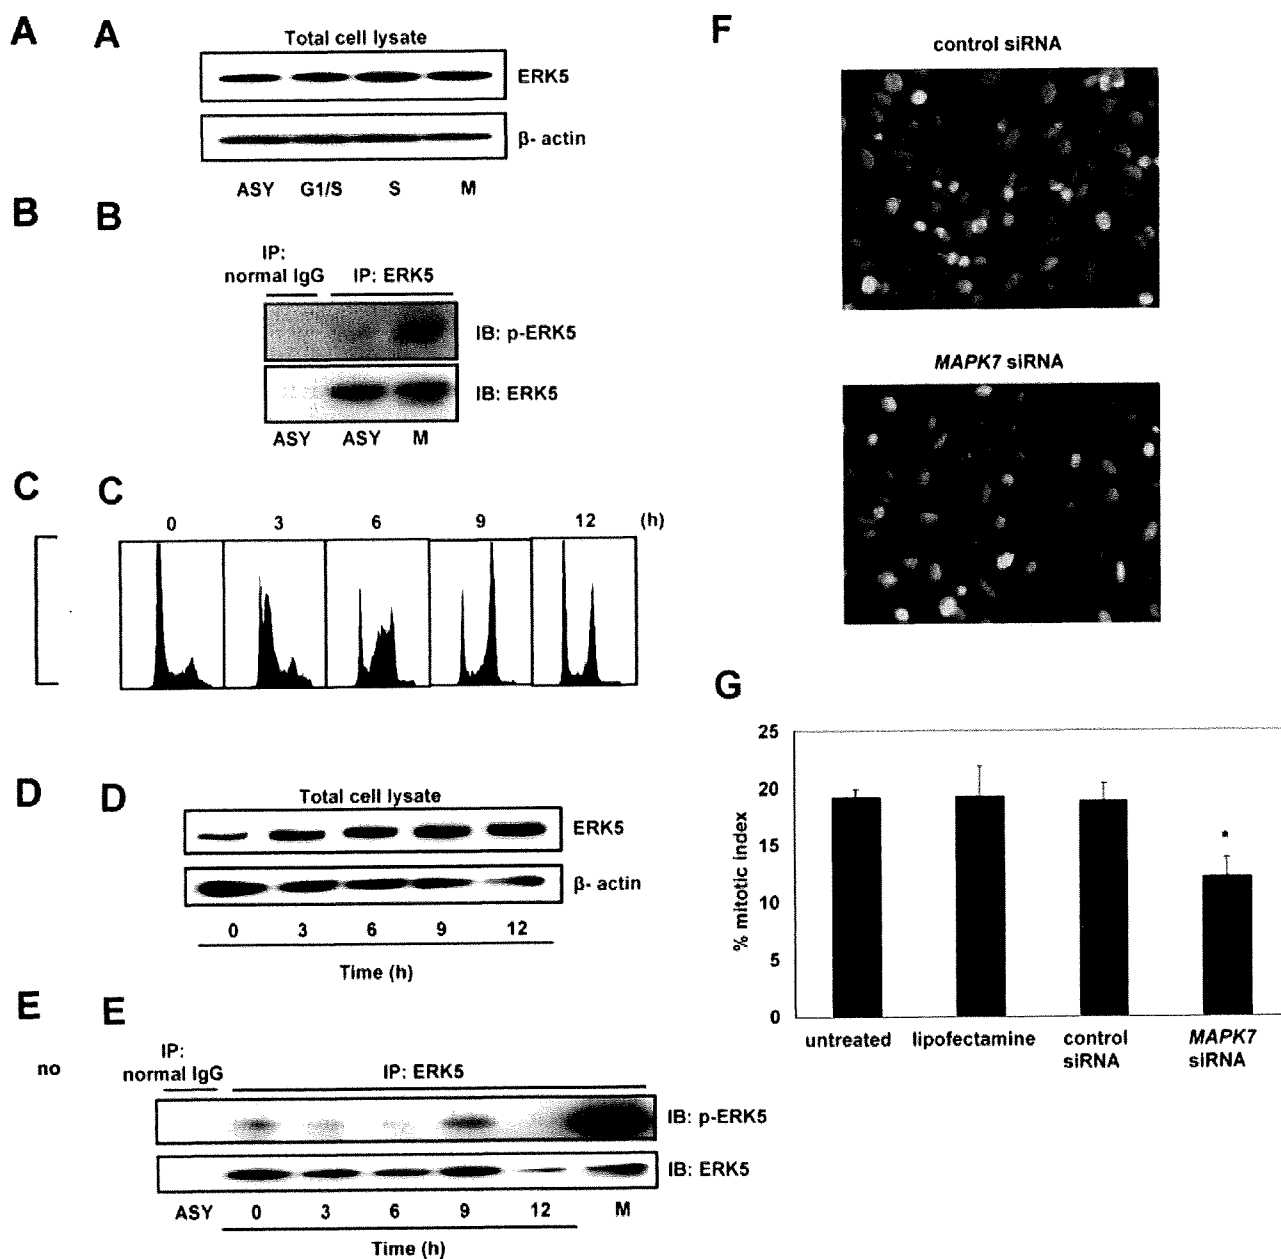 A A
Total cell lysate
ERK5
β- actin
ASY G1/S S M
B B
IP:
normal IgG IP: ERK5
IB: p-ERK5
IB: ERK5
ASY ASY M
C C
0 3 6 9 12 (h)
D D
Total cell lysate
ERK5
β- actin
0 3 6 9 12
Time (h)
E E
no
IP:
normal IgG IP: ERK5
IB: p-ERK5
IB: ERK5
ASY 0 3 6 9 12 M
Time (h)
F
control siRNA
MAPK7 siRNA
G
25
20
15
10
5
0
% mitotic index
*
untreated lipofectamine control MAPK7
siRNA siRNA